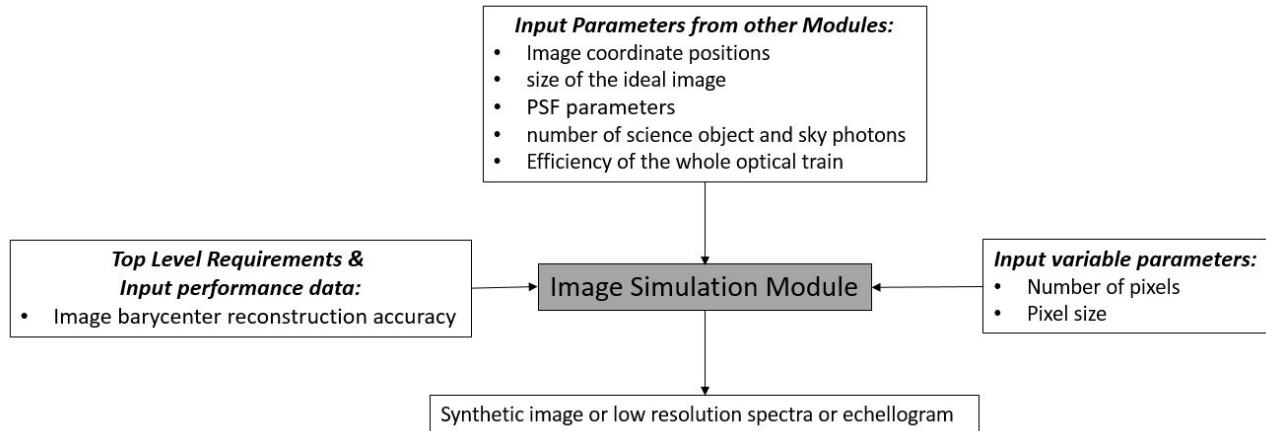 Input Parameters from other Modules:
• Image coordinate positions
• size of the ideal image
• PSF parameters
• number of science object and sky photons
• Efficiency of the whole optical train
Top Level Requirements &
Input performance data:
• Image barycenter reconstruction accuracy
Image Simulation Module
Input variable parameters:
• Number of pixels
• Pixel size
Synthetic image or low resolution spectra or echellogram